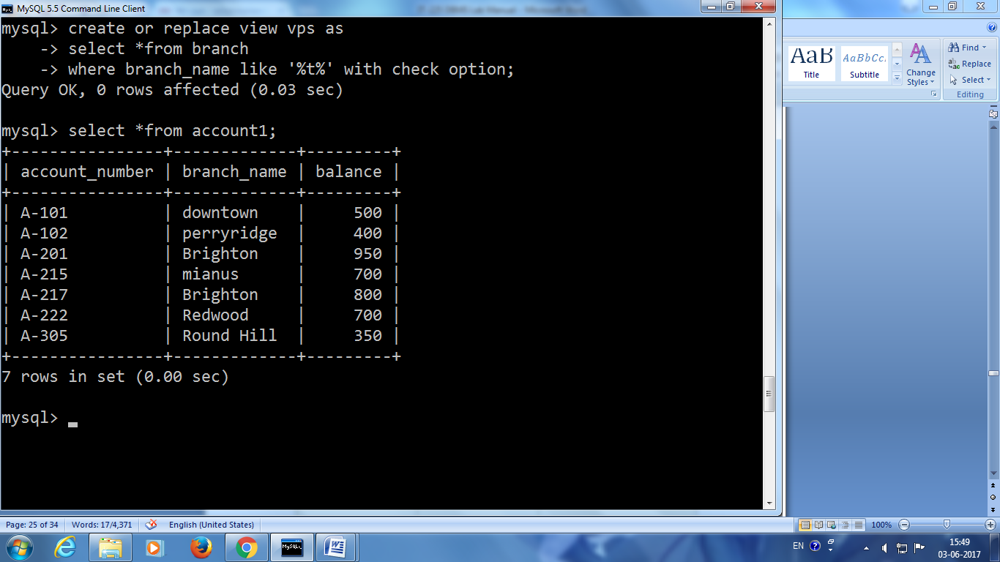 MySQL 5.5 Command Line Client
mysql> create or replace view vps as
    -> select *from branch
    -> where branch_name like '%t%' with check option;
Query OK, 0 rows affected (0.03 sec)
mysql> select *from account1;
+----------------+-------------+---------+
| account_number | branch_name | balance |
+----------------+-------------+---------+
| A-101          | downtown    |     500 |
| A-102          | perryridge  |     400 |
| A-201          | Brighton    |     950 |
| A-215          | mianus      |     700 |
| A-217          | Brighton    |     800 |
| A-222          | Redwood     |     700 |
| A-305          | Round Hill  |     350 |
+----------------+-------------+---------+
7 rows in set (0.00 sec)
mysql>
AaB AaBbCc.
Title Subtitle
Change
Styles
Find
Replace
Select
Editing
Page: 25 of 34 Words: 17/4,371 English (United States) 100%
MySQL
EN 15:49
03-06-2017